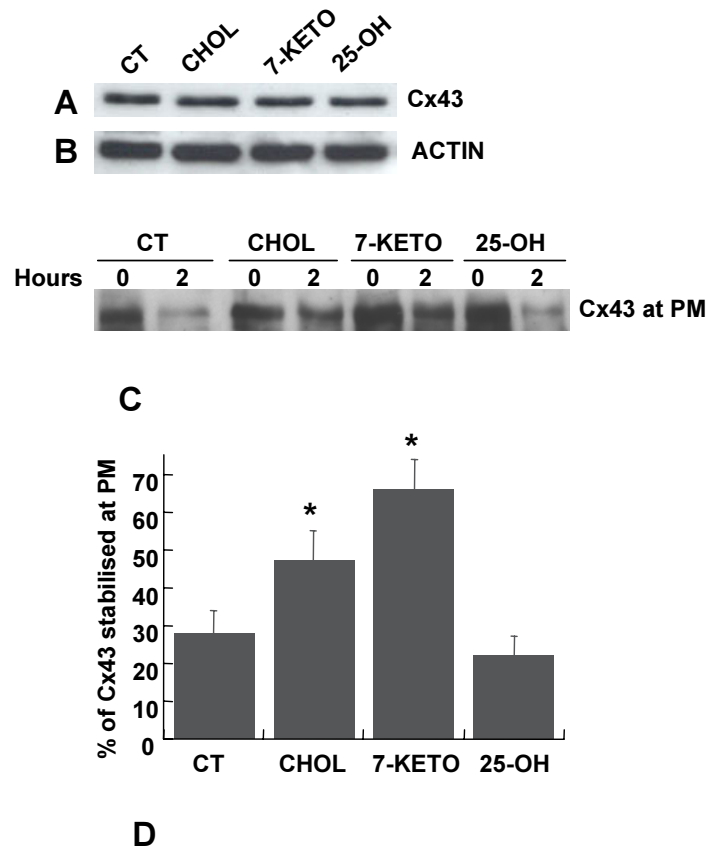 CT CHOL 7-KETO 25-OH
A Cx43
B ACTIN
CT CHOL 7-KETO 25-OH
Hours 0 2 0 2 0 2 0 2
Cx43 at PM
C
% of Cx43 stabilised at PM
*
*
70
60
50
40
30
20
10
0
CT CHOL 7-KETO 25-OH
D